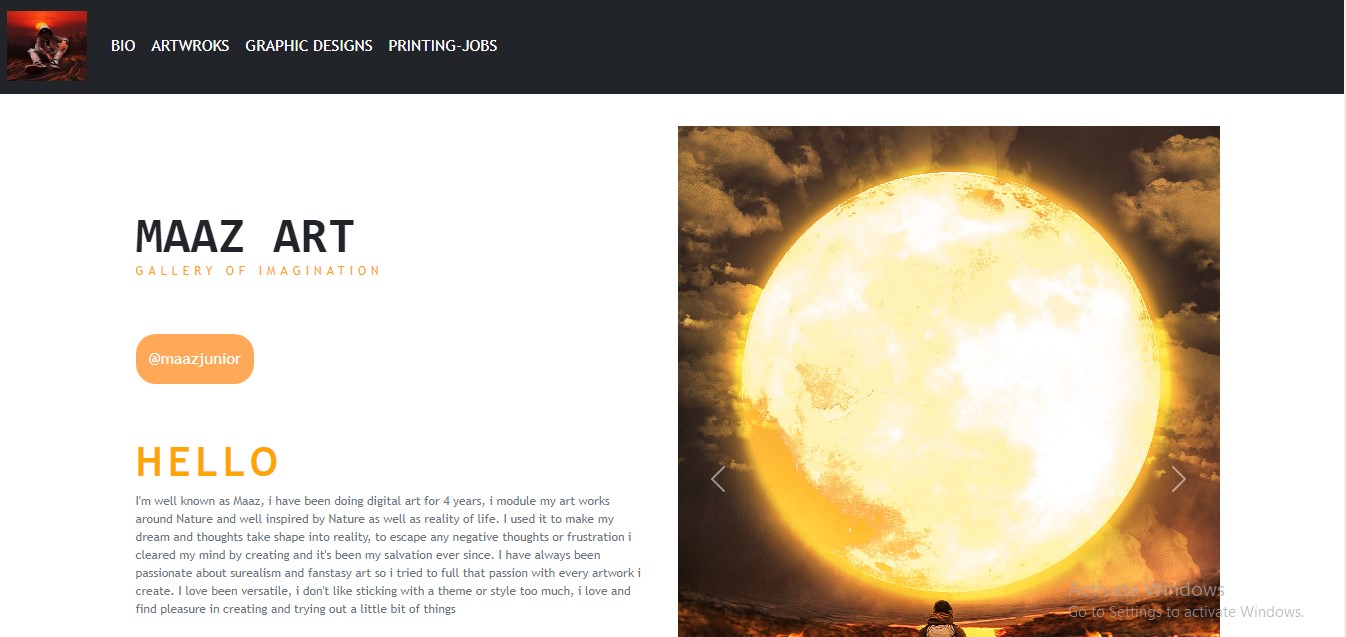 BIO ARTWROKS GRAPHIC DESIGNS PRINTING-JOBS
MAAZ ART
GALLERY OF IMAGINATION
@maazjunior
HELLO
I'm well known as Maaz, i have been doing digital art for 4 years, i module my art works
around Nature and well inspired by Nature as well as reality of life. I used it to make my
dream and thoughts take shape into reality, to escape any negative thoughts or frustration i
cleared my mind by creating and it's been my salvation ever since. I have always been
passionate about surealism and fanstasy art so i tried to full that passion with every artwork i
create. I love been versatile, i don't like sticking with a theme or style too much, i love and
find pleasure in creating and trying out a little bit of things
Activate Windows
Go to Settings to activate Windows.